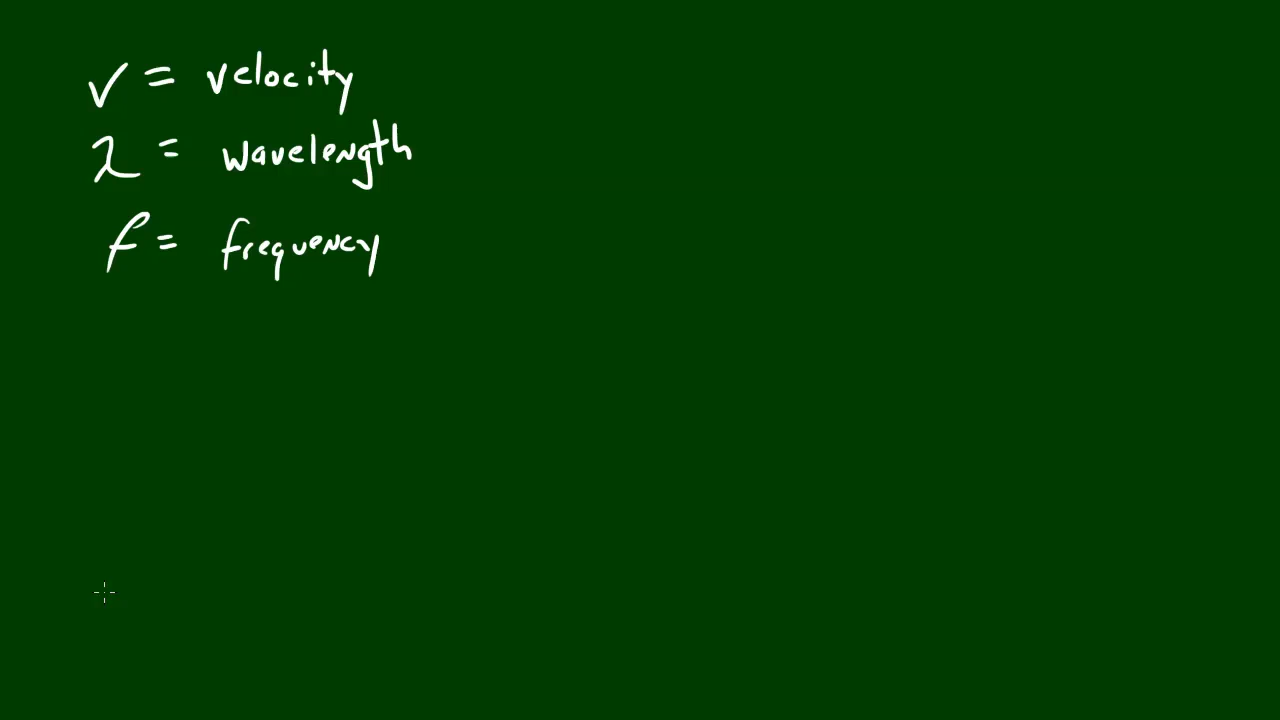 v = velocity
λ = wavelength
f = frequency